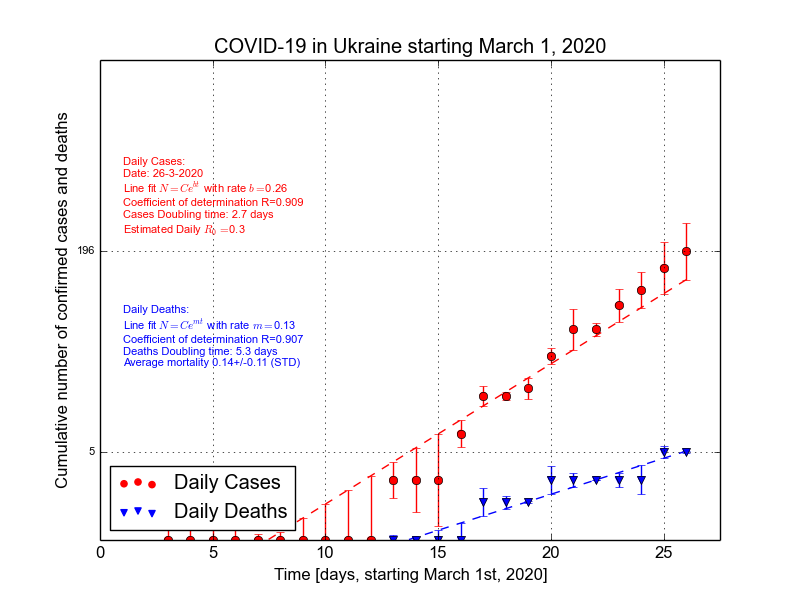 COVID-19 in Ukraine starting March 1, 2020
Cumulative number of confirmed cases and deaths
Daily Cases:
Date: 26-3-2020
Line fit N=Ce^{bt} with rate b=0.26
Coefficient of determination R=0.909
Cases Doubling time: 2.7 days
Estimated Daily R_0=0.3
196
Daily Deaths:
Line fit N=Ce^{mt} with rate m=0.13
Coefficient of determination R=0.907
Deaths Doubling time: 5.3 days
Average mortality 0.14+/-0.11 (STD)
5
Daily Cases
Daily Deaths
0 5 10 15 20 25
Time [days, starting March 1st, 2020]